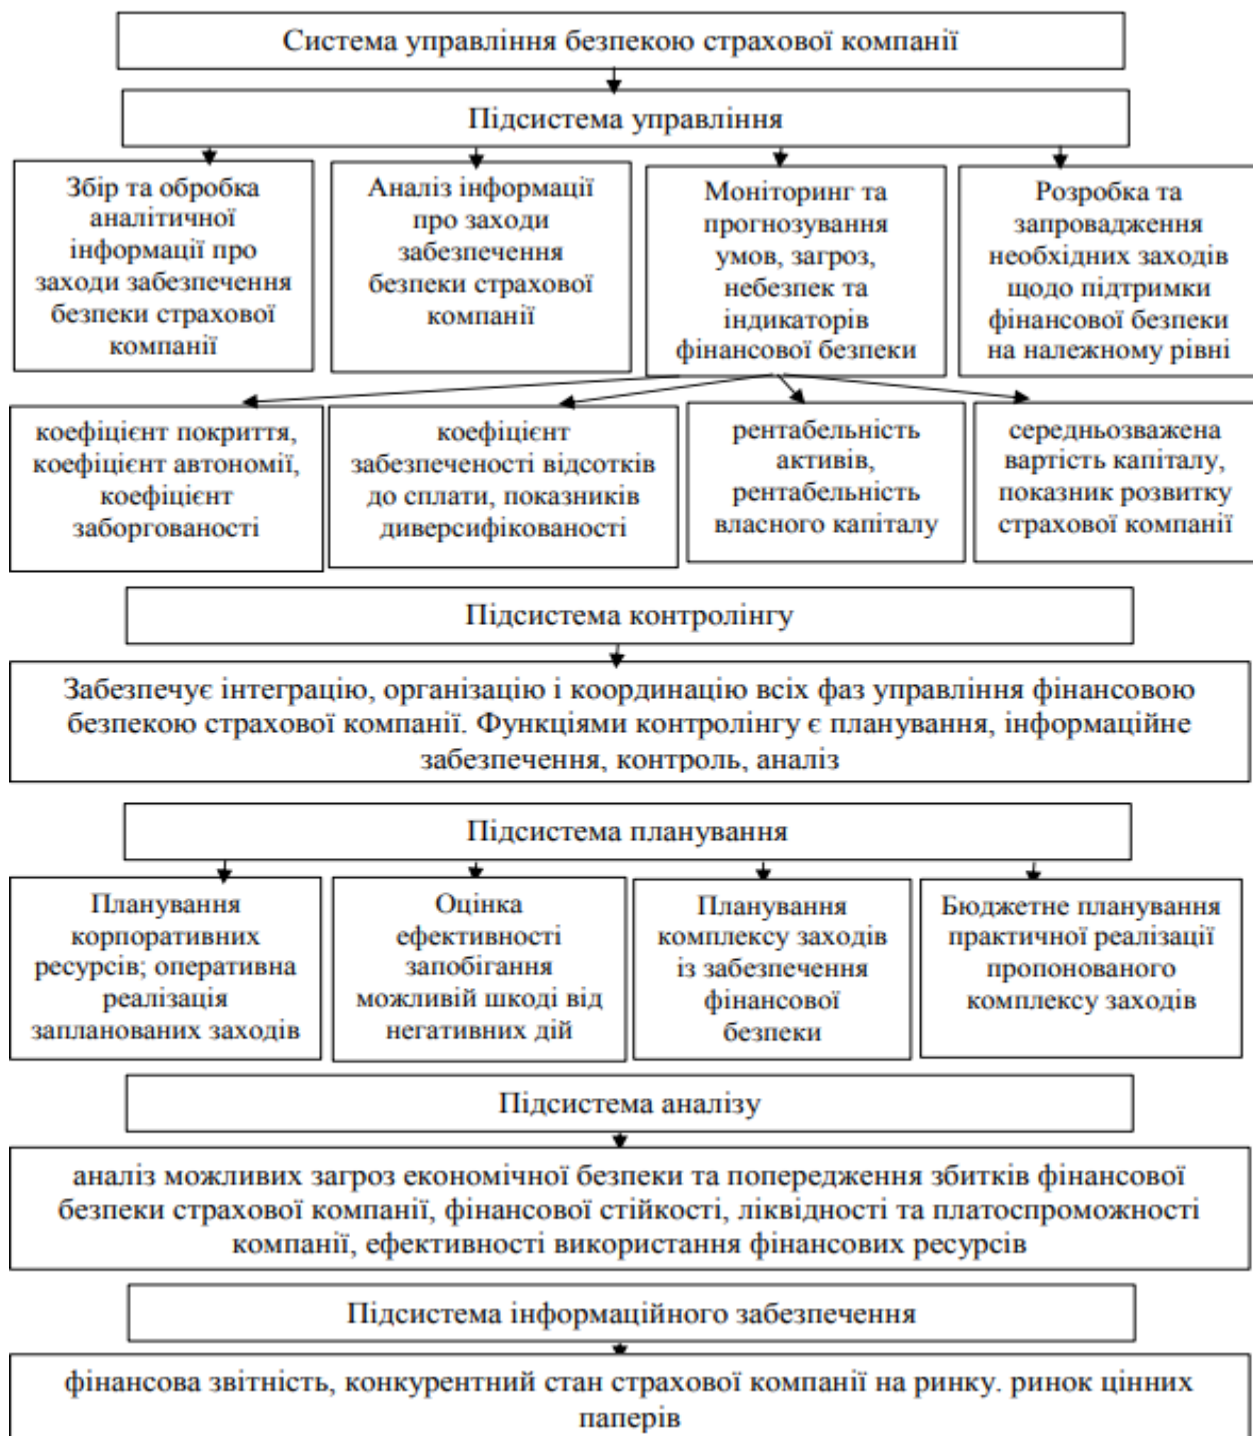 Система управління безпекою страхової компанії
Підсистема управління
Збір та обробка
аналітичної
інформації про
заходи забезпечення
безпеки страхової
компанії
Аналіз інформації
про заходи
забезпечення
безпеки страхової
компанії
Моніторинг та
прогнозування
умов, загроз,
небезпек та
індикаторів
фінансової безпеки
Розробка та
запровадження
необхідних заходів
щодо підтримки
фінансової безпеки
на належному рівні
коефіцієнт покриття,
коефіцієнт автономії,
коефіцієнт
заборгованості
коефіцієнт
забезпеченості відсотків
до сплати, показників
диверсифікованості
рентабельність
активів,
рентабельність
власного капіталу
середньозважена
вартість капіталу,
показник розвитку
страхової компанії
Підсистема контролінгу
Забезпечує інтеграцію, організацію і координацію всіх фаз управління фінансовою
безпекою страхової компанії. Функціями контролінгу є планування, інформаційне
забезпечення, контроль, аналіз
Підсистема планування
Планування
корпоративних
ресурсів; оперативна
реалізація
запланованих заходів
Оцінка
ефективності
запобігання
можливій шкоді від
негативних дій
Планування
комплексу заходів
із забезпечення
фінансової
безпеки
Бюджетне планування
практичної реалізації
пропонованого
комплексу заходів
Підсистема аналізу
аналіз можливих загроз економічної безпеки та попередження збитків фінансової
безпеки страхової компанії, фінансової стійкості, ліквідності та платоспроможності
компанії, ефективності використання фінансових ресурсів
Підсистема інформаційного забезпечення
фінансова звітність, конкурентний стан страхової компанії на ринку. ринок цінних
паперів